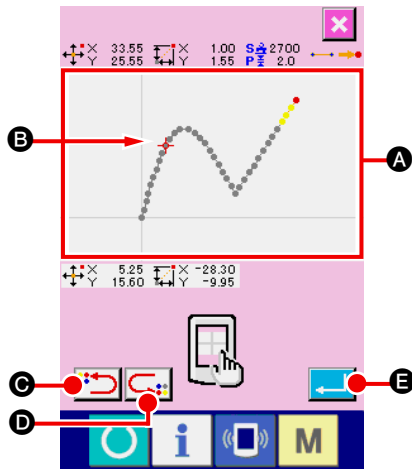 X 33.55 X 1.00 S 2700
Y 25.55 Y 1.55 P 2.0
B
A
X 5.25 X -28.30
Y 15.60 Y -9.95
C
E
D
i M